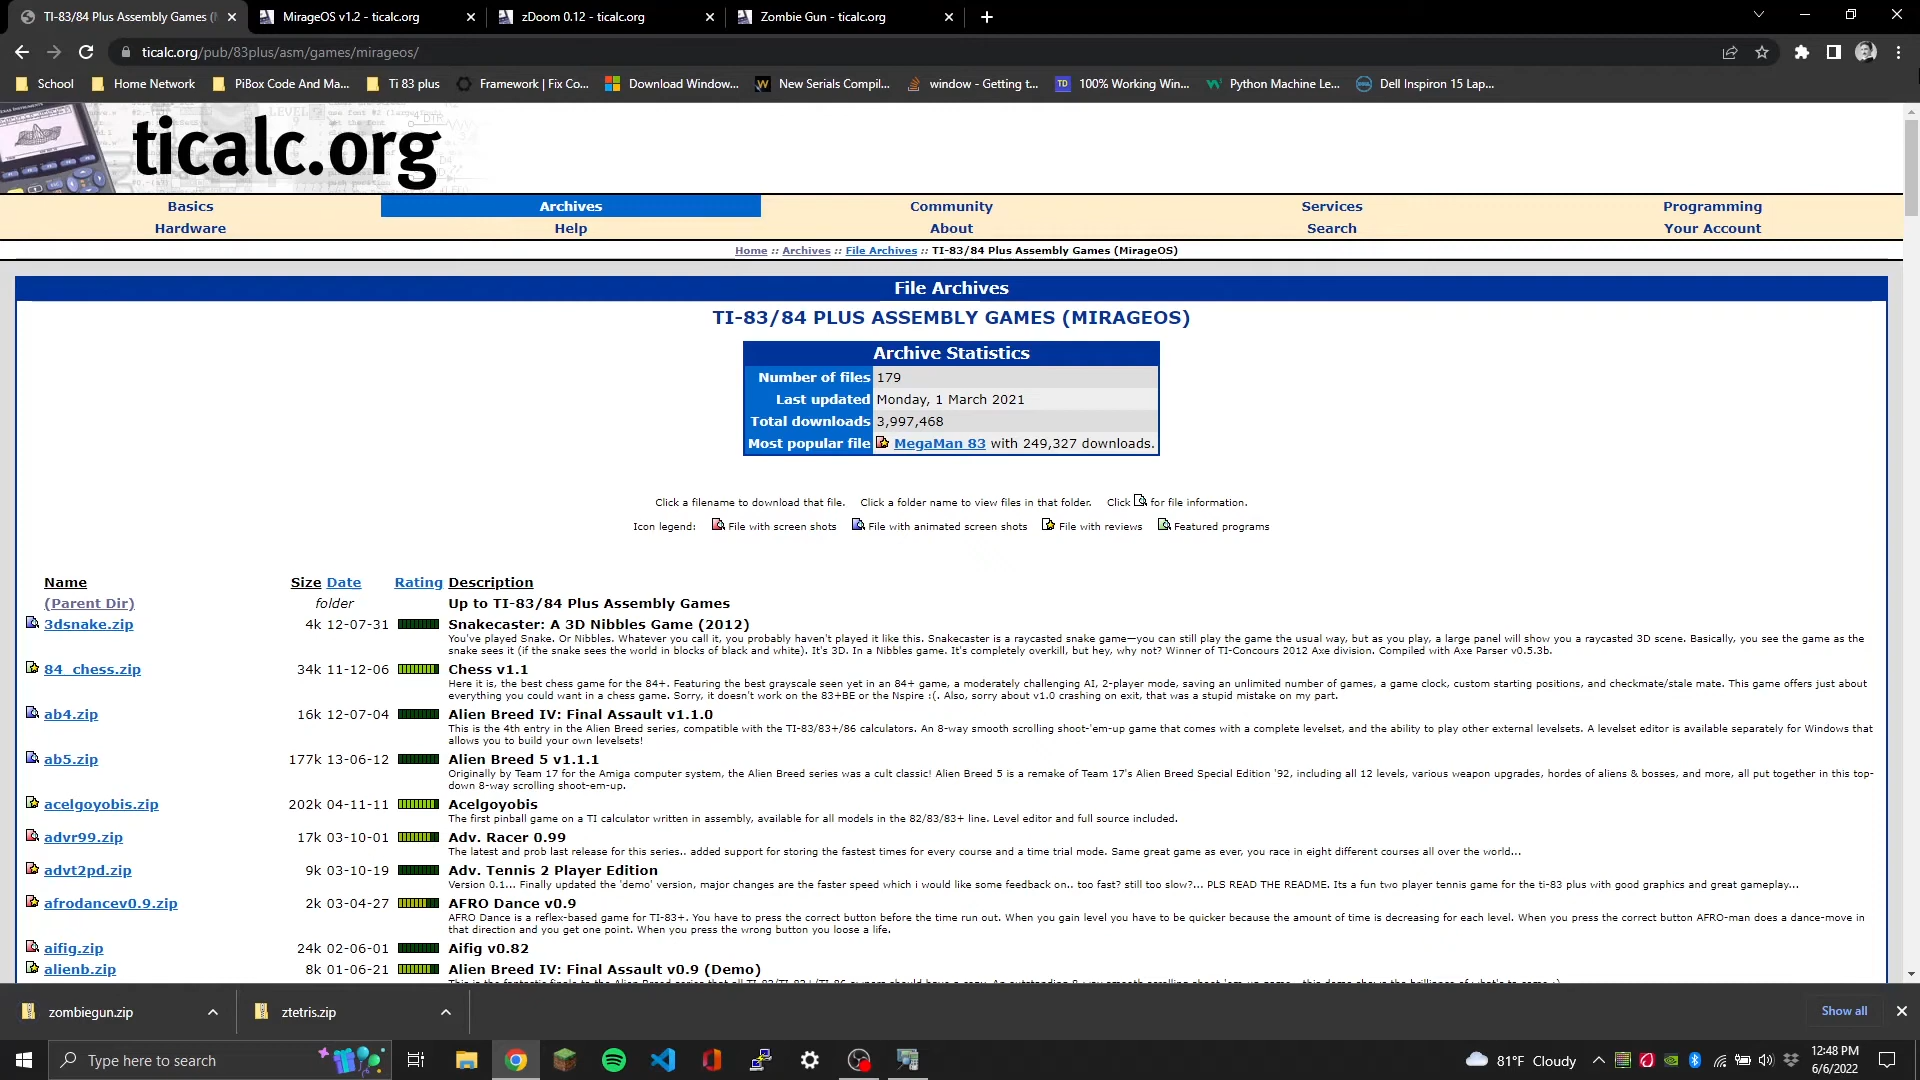 TI-83/84 Plus Assembly Games (
MirageOS v1.2 - ticalc.org
zDoom 0.12 - ticalc.org
Zombie Gun - ticalc.org
ticalc.org/pub/83plus/asm/games/mirageos/
School
Home Network
PiBox Code And Ma...
Ti 83 plus
Framework | Fix Co...
Download Window...
New Serials Compil...
window - Getting t...
100% Working Win...
Python Machine Le...
Dell Inspiron 15 Lap...
ticalc.org
Basics Archives Community Services Programming
Hardware Help About Search Your Account
Home :: Archives :: File Archives :: TI-83/84 Plus Assembly Games (MirageOS)
File Archives
TI-83/84 PLUS ASSEMBLY GAMES (MIRAGEOS)
Archive Statistics
Number of files 179
Last updated Monday, 1 March 2021
Total downloads 3,997,468
Most popular file MegaMan 83 with 249,327 downloads.
Click a filename to download that file. Click a folder name to view files in that folder. Click for file information.
Icon legend: File with screen shots File with animated screen shots File with reviews Featured programs
Name Size Date Rating Description
(Parent Dir) folder Up to TI-83/84 Plus Assembly Games
3dsnake.zip 4k 12-07-31 Snakecaster: A 3D Nibbles Game (2012)
You've played Snake. Or Nibbles. Whatever you call it, you probably haven't played it like this. Snakecaster is a raycasted snake game—you can still play the game the usual way, but as you play, a large panel will show you a raycasted 3D scene. Basically, you see the game as the
snake sees it (if the snake sees the world in blocks of black and white). It's 3D. In a Nibbles game. It's completely overkill, but hey, why not? Winner of TI-Concours 2012 Axe division. Compiled with Axe Parser v0.5.3b.
84_chess.zip 34k 11-12-06 Chess v1.1
Here it is, the best chess game for the 84+. Featuring the best grayscale seen yet in an 84+ game, a moderately challenging AI, 2-player mode, saving an unlimited number of games, a game clock, custom starting positions, and checkmate/stale mate. This game offers just about
everything you could want in a chess game. Sorry, it doesn't work on the 83+BE or the Nspire :(. Also, sorry about v1.0 crashing on exit, that was a stupid mistake on my part.
ab4.zip 16k 12-07-04 Alien Breed IV: Final Assault v1.1.0
This is the 4th entry in the Alien Breed series, compatible with the TI-83/83+/86 calculators. An 8-way smooth scrolling shoot-'em-up game that comes with a complete levelset, and the ability to play other external levelsets. A levelset editor is available separately for Windows that
allows you to build your own levelsets!
ab5.zip 177k 13-06-12 Alien Breed 5 v1.1.1
Originally by Team 17 for the Amiga computer system, the Alien Breed series was a cult classic! Alien Breed 5 is a remake of Team 17's Alien Breed Special Edition '92, including all 12 levels, various weapon upgrades, hordes of aliens & bosses, and more, all put together in this top-
down 8-way scrolling shoot-em-up.
acelgoyobis.zip 202k 04-11-11 Acelgoyobis
The first pinball game on a TI calculator written in assembly, available for all models in the 82/83/83+ line. Level editor and full source included.
advr99.zip 17k 03-10-01 Adv. Racer 0.99
The latest and prob last release for this series.. added support for storing the fastest times for every course and a time trial mode. Same great game as ever, you race in eight different courses all over the world...
advt2pd.zip 9k 03-10-19 Adv. Tennis 2 Player Edition
Version 0.1... Finally updated the 'demo' version, major changes are the faster speed which i would like some feedback on.. too fast? still too slow?... PLS READ THE README. Its a fun two player tennis game for the ti-83 plus with good graphics and great gameplay...
afrodancev0.9.zip 2k 03-04-27 AFRO Dance v0.9
AFRO Dance is a reflex-based game for TI-83+. You have to press the correct button before the time run out. When you gain level you have to be quicker because the amount of time is decreasing for each level. When you press the correct button AFRO-man does a dance-move in
that direction and you get one point. When you press the wrong button you loose a life.
aifig.zip 24k 02-06-01 Aifig v0.82
alienb.zip 8k 01-06-21 Alien Breed IV: Final Assault v0.9 (Demo)
zombiegun.zip
ztetris.zip
Show all
Type here to search
81°F Cloudy
12:48 PM
6/6/2022